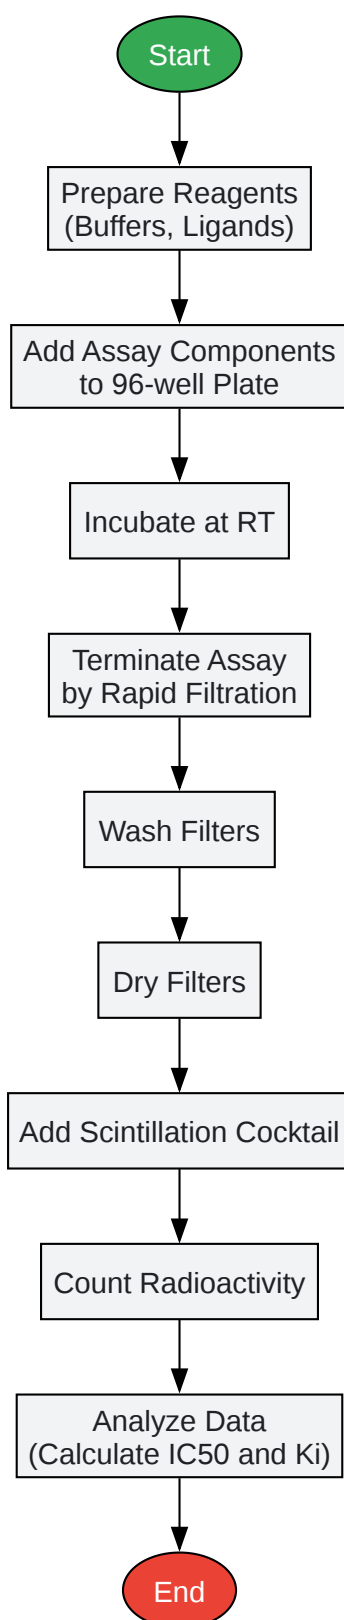 Start
Prepare Reagents
(Buffers, Ligands)
Add Assay Components
to 96-well Plate
Incubate at RT
Terminate Assay
by Rapid Filtration
Wash Filters
Dry Filters
Add Scintillation Cocktail
Count Radioactivity
Analyze Data
(Calculate IC50 and Ki)
End